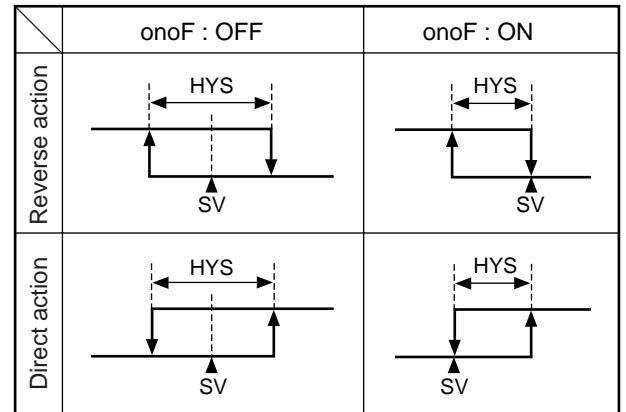 onoF : OFF
onoF : ON
Reverse action
HYS
SV
HYS
SV
Direct action
HYS
SV
HYS
SV